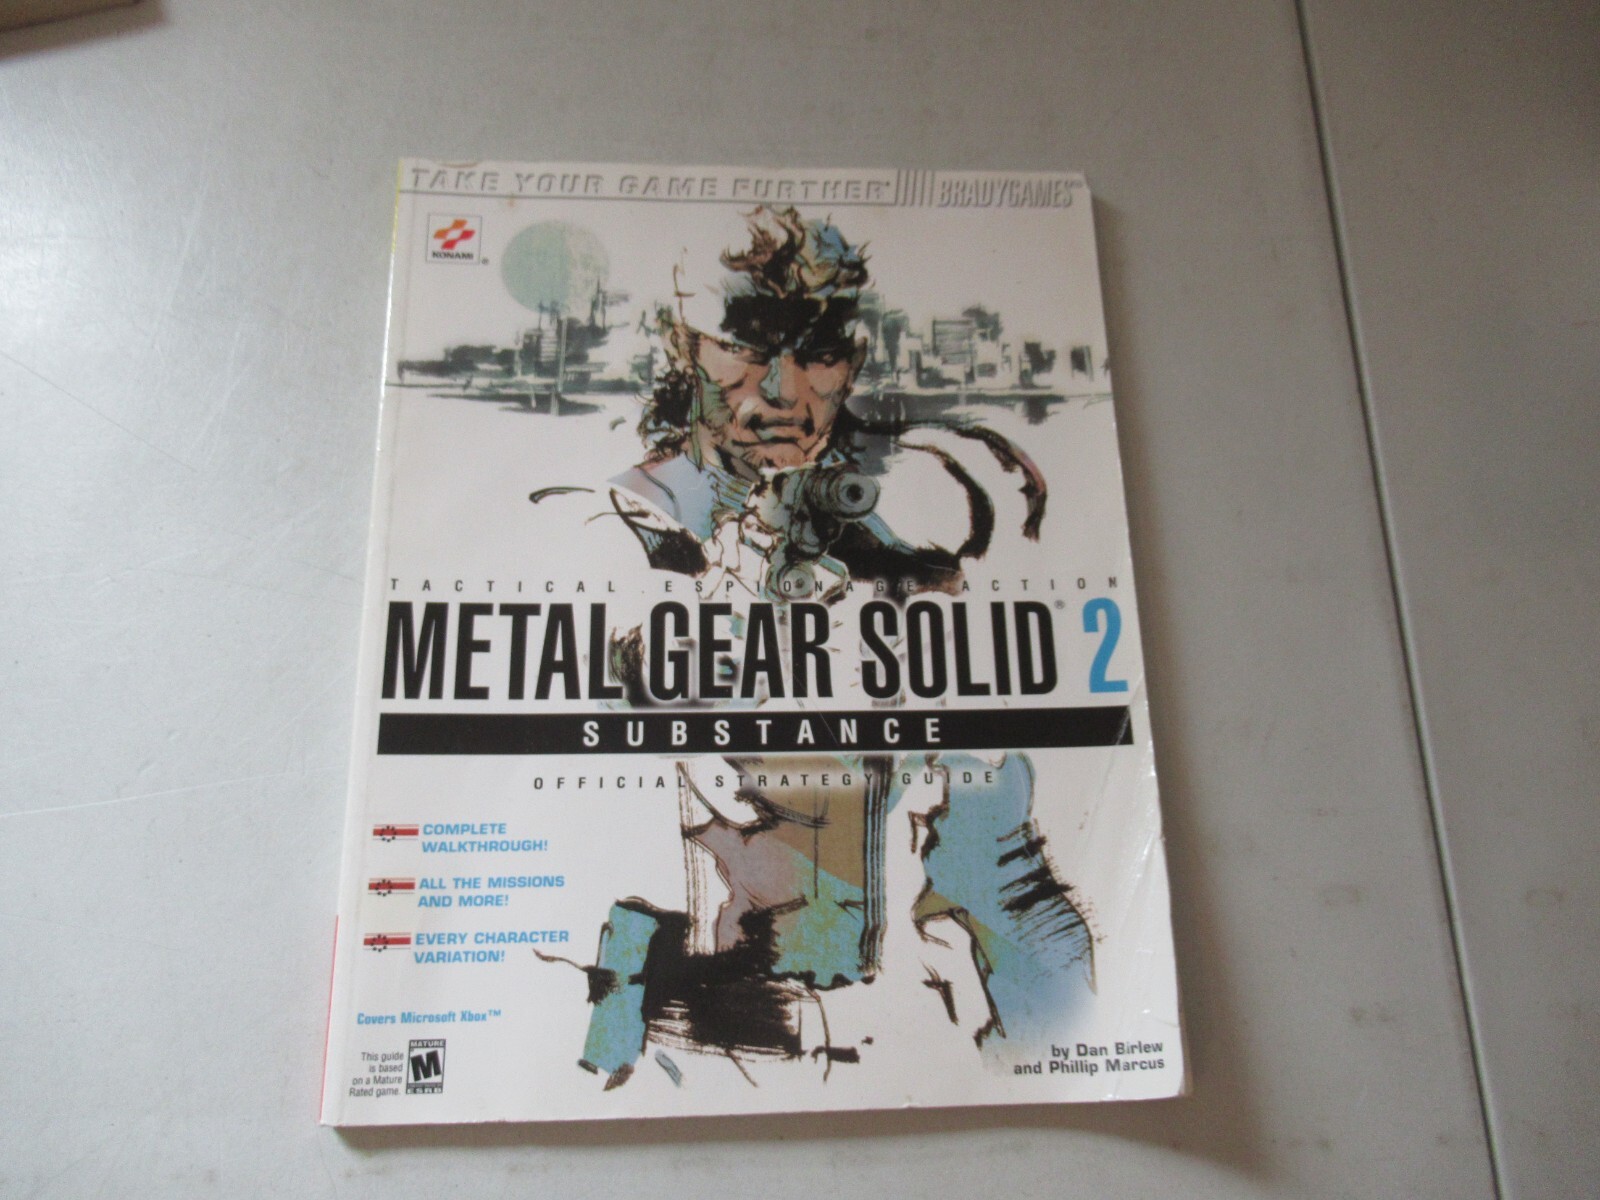 TAKE YOUR GAME FURTHER® BRADYGAMES®
KONAMI®
TACTICAL ESPIONAGE ACTION
METAL GEAR SOLID® 2
SUBSTANCE
OFFICIAL STRATEGY GUIDE
COMPLETE
WALKTHROUGH!
ALL THE MISSIONS
AND MORE!
EVERY CHARACTER
VARIATION!
Covers Microsoft Xbox™
This guide
is based
on a Mature
Rated game.
MATURE
M
ESRB
by Dan Birlew
and Phillip Marcus